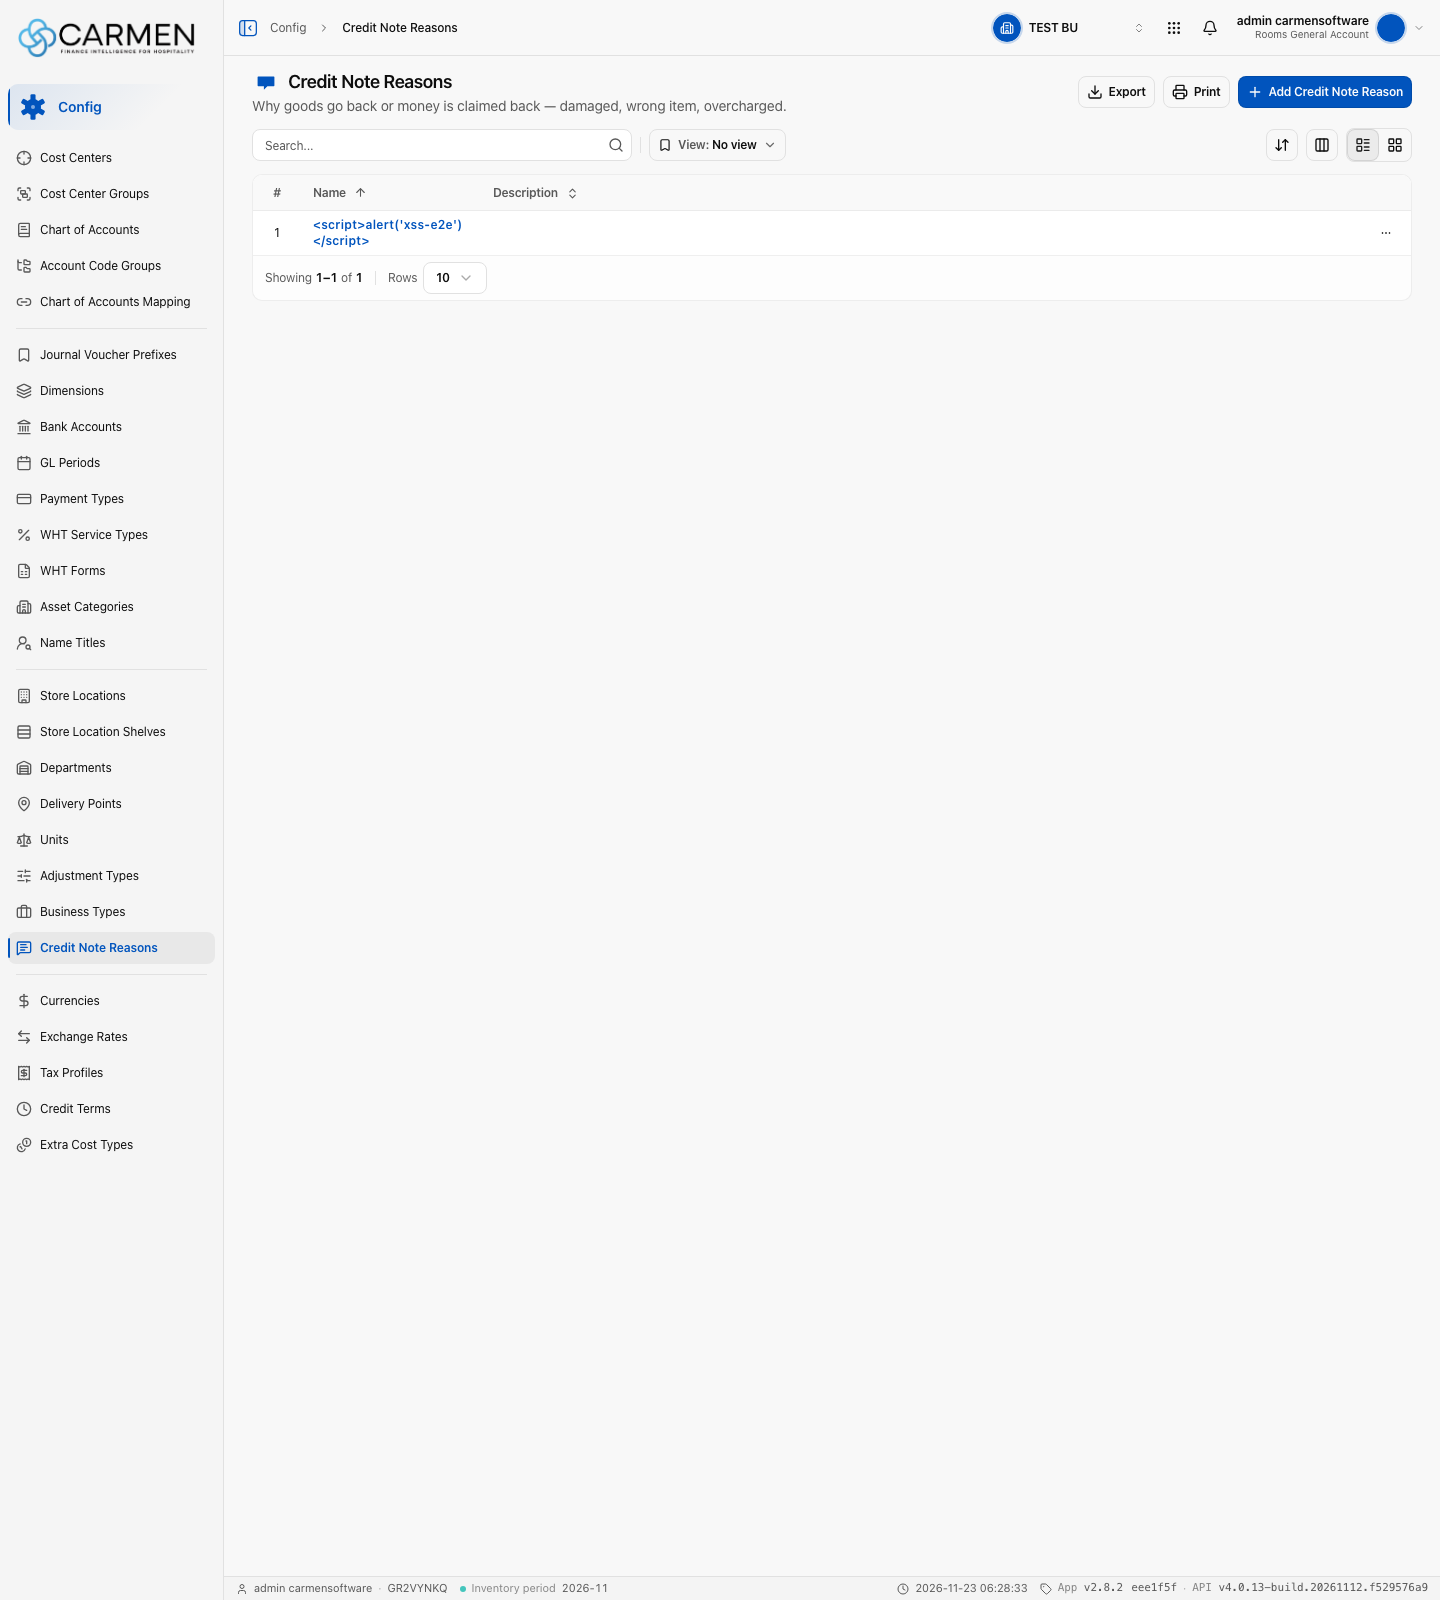 CARMEN
FINANCE INTELLIGENCE FOR HOSPITALITY
Config
Cost Centers
Cost Center Groups
Chart of Accounts
Account Code Groups
Chart of Accounts Mapping
Journal Voucher Prefixes
Dimensions
Bank Accounts
GL Periods
Payment Types
WHT Service Types
WHT Forms
Asset Categories
Name Titles
Store Locations
Store Location Shelves
Departments
Delivery Points
Units
Adjustment Types
Business Types
Credit Note Reasons
Currencies
Exchange Rates
Tax Profiles
Credit Terms
Extra Cost Types
Config > Credit Note Reasons
TEST BU
admin carmensoftware
Rooms General Account
Credit Note Reasons
Why goods go back or money is claimed back — damaged, wrong item, overcharged.
Export
Print
Add Credit Note Reason
Search...
View: No view
# Name Description
1 <script>alert('xss-e2e')
</script>
Showing 1–1 of 1 Rows 10
admin carmensoftware · GR2VYNKQ Inventory period 2026-11
2026-11-23 06:28:33 App v2.8.2 eee1f5f · API v4.0.13-build.20261112.f529576a9